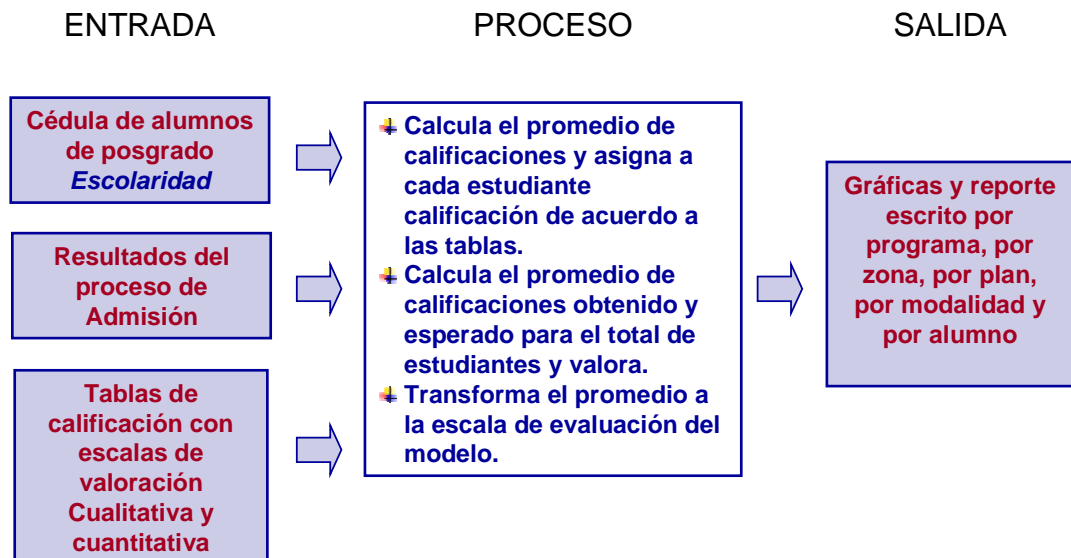 ENTRADA
PROCESO
SALIDA
Cédula de alumnos
de posgrado
Escolaridad
Resultados del
proceso de
Admisión
Tablas de
calificación con
escalas de
valoración
Cualitativa y
cuantitativa
Calcula el promedio de
calificaciones y asigna a
cada estudiante
calificación de acuerdo a
las tablas.
Calcula el promedio de
calificaciones obtenido y
esperado para el total de
estudiantes y valora.
Transforma el promedio a
la escala de evaluación del
modelo.
Gráficas y reporte
escrito por
programa, por
zona, por plan,
por modalidad y
por alumno